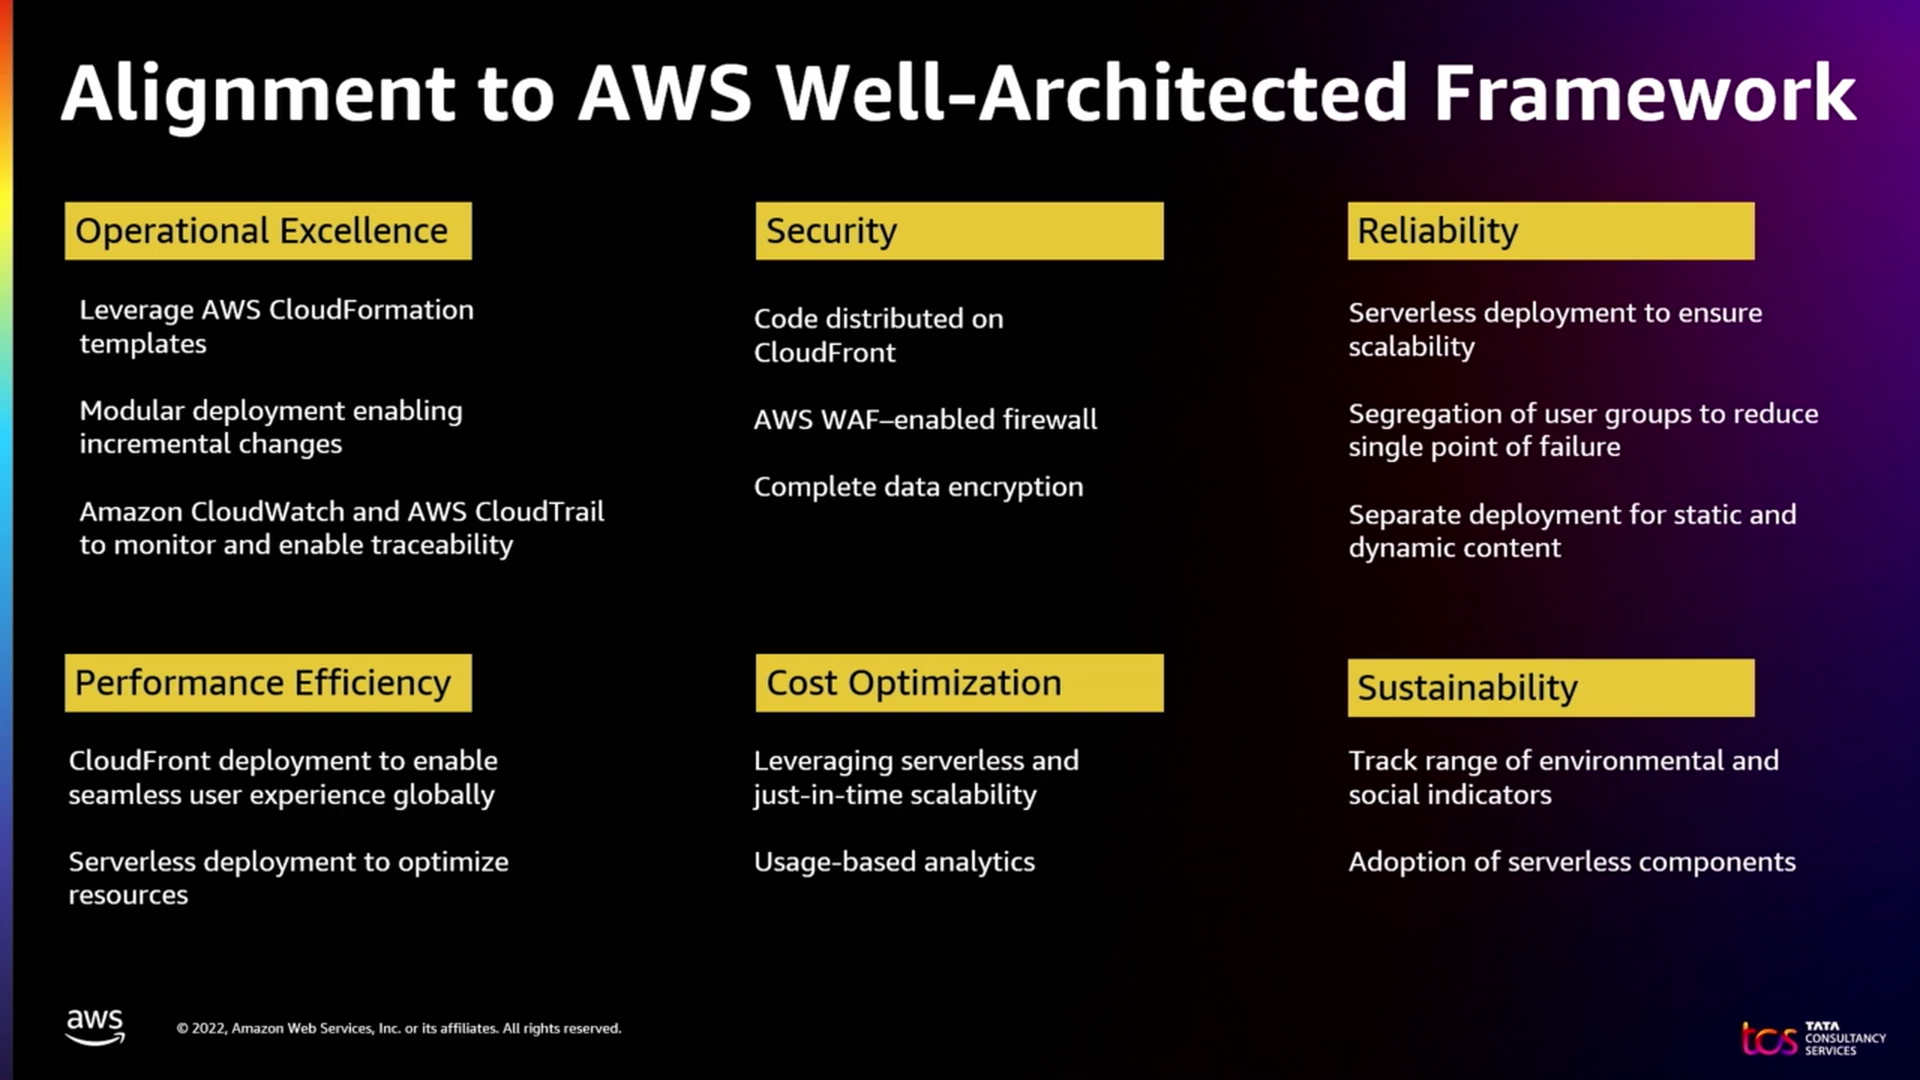 Alignment to AWS Well-Architected Framework
Operational Excellence
Leverage AWS CloudFormation
templates
Modular deployment enabling
incremental changes
Amazon CloudWatch and AWS CloudTrail
to monitor and enable traceability
Security
Code distributed on
CloudFront
AWS WAF–enabled firewall
Complete data encryption
Reliability
Serverless deployment to ensure
scalability
Segregation of user groups to reduce
single point of failure
Separate deployment for static and
dynamic content
Performance Efficiency
CloudFront deployment to enable
seamless user experience globally
Serverless deployment to optimize
resources
Cost Optimization
Leveraging serverless and
just-in-time scalability
Usage-based analytics
Sustainability
Track range of environmental and
social indicators
Adoption of serverless components
aws
© 2022, Amazon Web Services, Inc. or its affiliates. All rights reserved.
tcs
TATA
CONSULTANCY
SERVICES